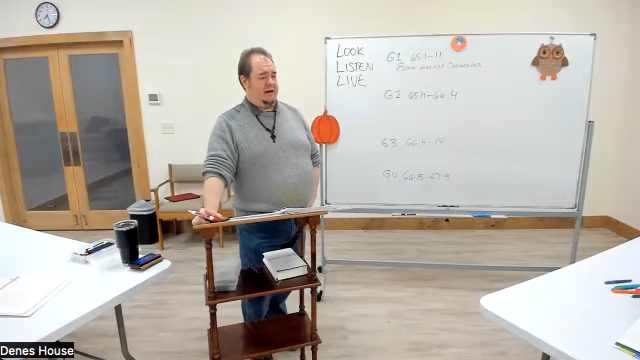 LOOK
LISTEN
LIVE
G1 65:1-11
G2 65:11-66:4
G3 66:4-14
G4 66:15-67:5
Denes House